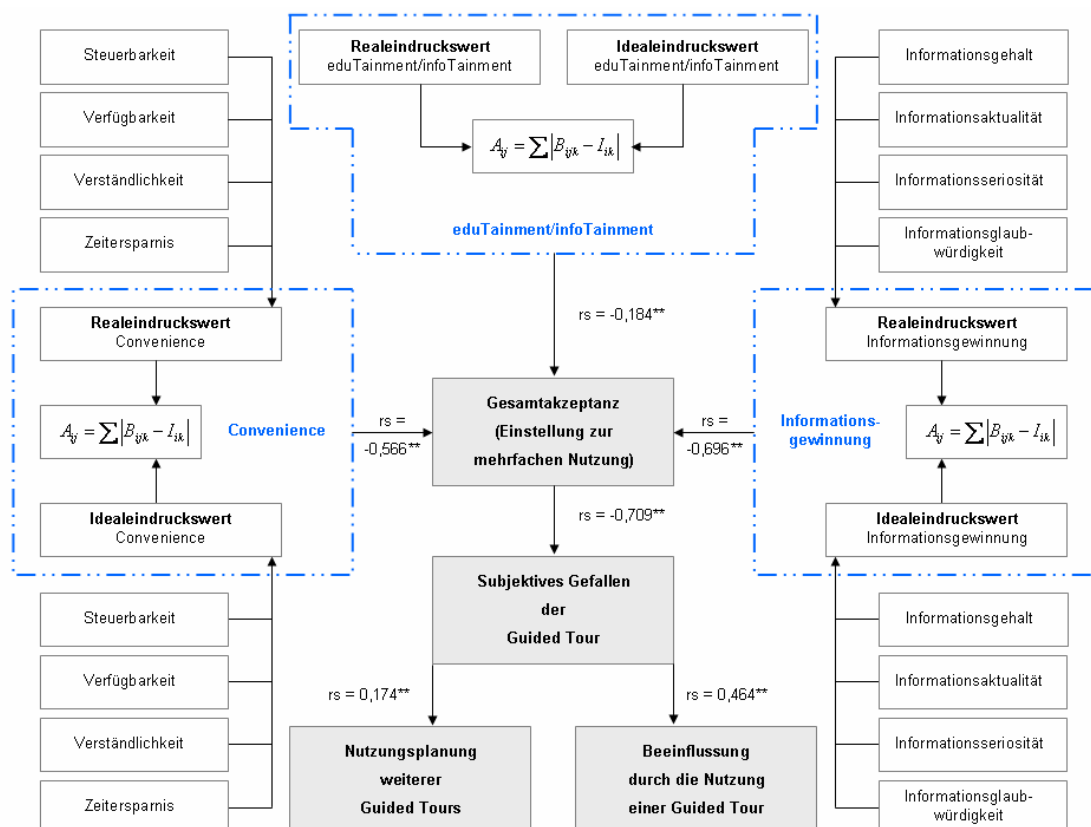 Steuerbarkeit
Verfügbarkeit
Verständlichkeit
Zeitersparnis
Realeindruckswert
eduTainment/infoTainment
Idealeindruckswert
eduTainment/infoTainment
A_ij = ∑|B_ijk − I_ik|
eduTainment/infoTainment
Informationsgehalt
Informationsaktualität
Informationsseriosität
Informationsglaub-
würdigkeit
Realeindruckswert
Convenience
A_ij = ∑|B_ijk − I_ik|
Convenience
Idealeindruckswert
Convenience
rs = -0,184**
rs =
-0,566**
Gesamtakzeptanz
(Einstellung zur
mehrfachen Nutzung)
rs =
-0,696**
Realeindruckswert
Informationsgewinnung
Informations-
gewinnung
A_ij = ∑|B_ijk − I_ik|
Idealeindruckswert
Informationsgewinnung
rs = -0,709**
Subjektives Gefallen
der
Guided Tour
Steuerbarkeit
Verfügbarkeit
Verständlichkeit
Zeitersparnis
rs = 0,174**
rs = 0,464**
Nutzungsplanung
weiterer
Guided Tours
Beeinflussung
durch die Nutzung
einer Guided Tour
Informationsgehalt
Informationsaktualität
Informationsseriosität
Informationsglaub-
würdigkeit